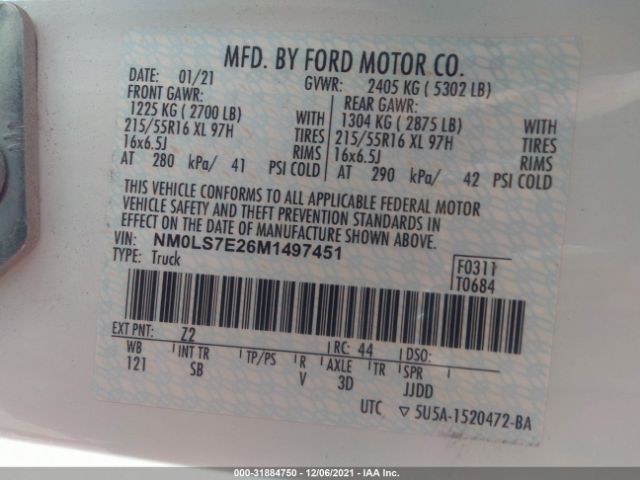 MFD. BY FORD MOTOR CO.
DATE: 01/21 GVWR: 2405 KG ( 5302 LB)
FRONT GAWR: REAR GAWR:
1225 KG ( 2700 LB) WITH 1304 KG ( 2875 LB) WITH
215/55R16 XL 97H TIRES 215/55R16 XL 97H TIRES
16x6.5J RIMS 16x6.5J RIMS
AT 280 kPa/ 41 PSI COLD AT 290 kPa/ 42 PSI COLD
THIS VEHICLE CONFORMS TO ALL APPLICABLE FEDERAL MOTOR
VEHICLE SAFETY AND THEFT PREVENTION STANDARDS IN
EFFECT ON THE DATE OF MANUFACTURE SHOWN ABOVE.
VIN: NM0LS7E26M1497451
TYPE: Truck
F0311
T0684
EXT PNT: Z2 RC: 44 DSO:
WB INT TR TP/PS R AXLE TR SPR
121 SB V 3D JJDD
UTC ▽ 5U5A-1520472-BA
000-31884750 - 12/06/2021 - IAA Inc.